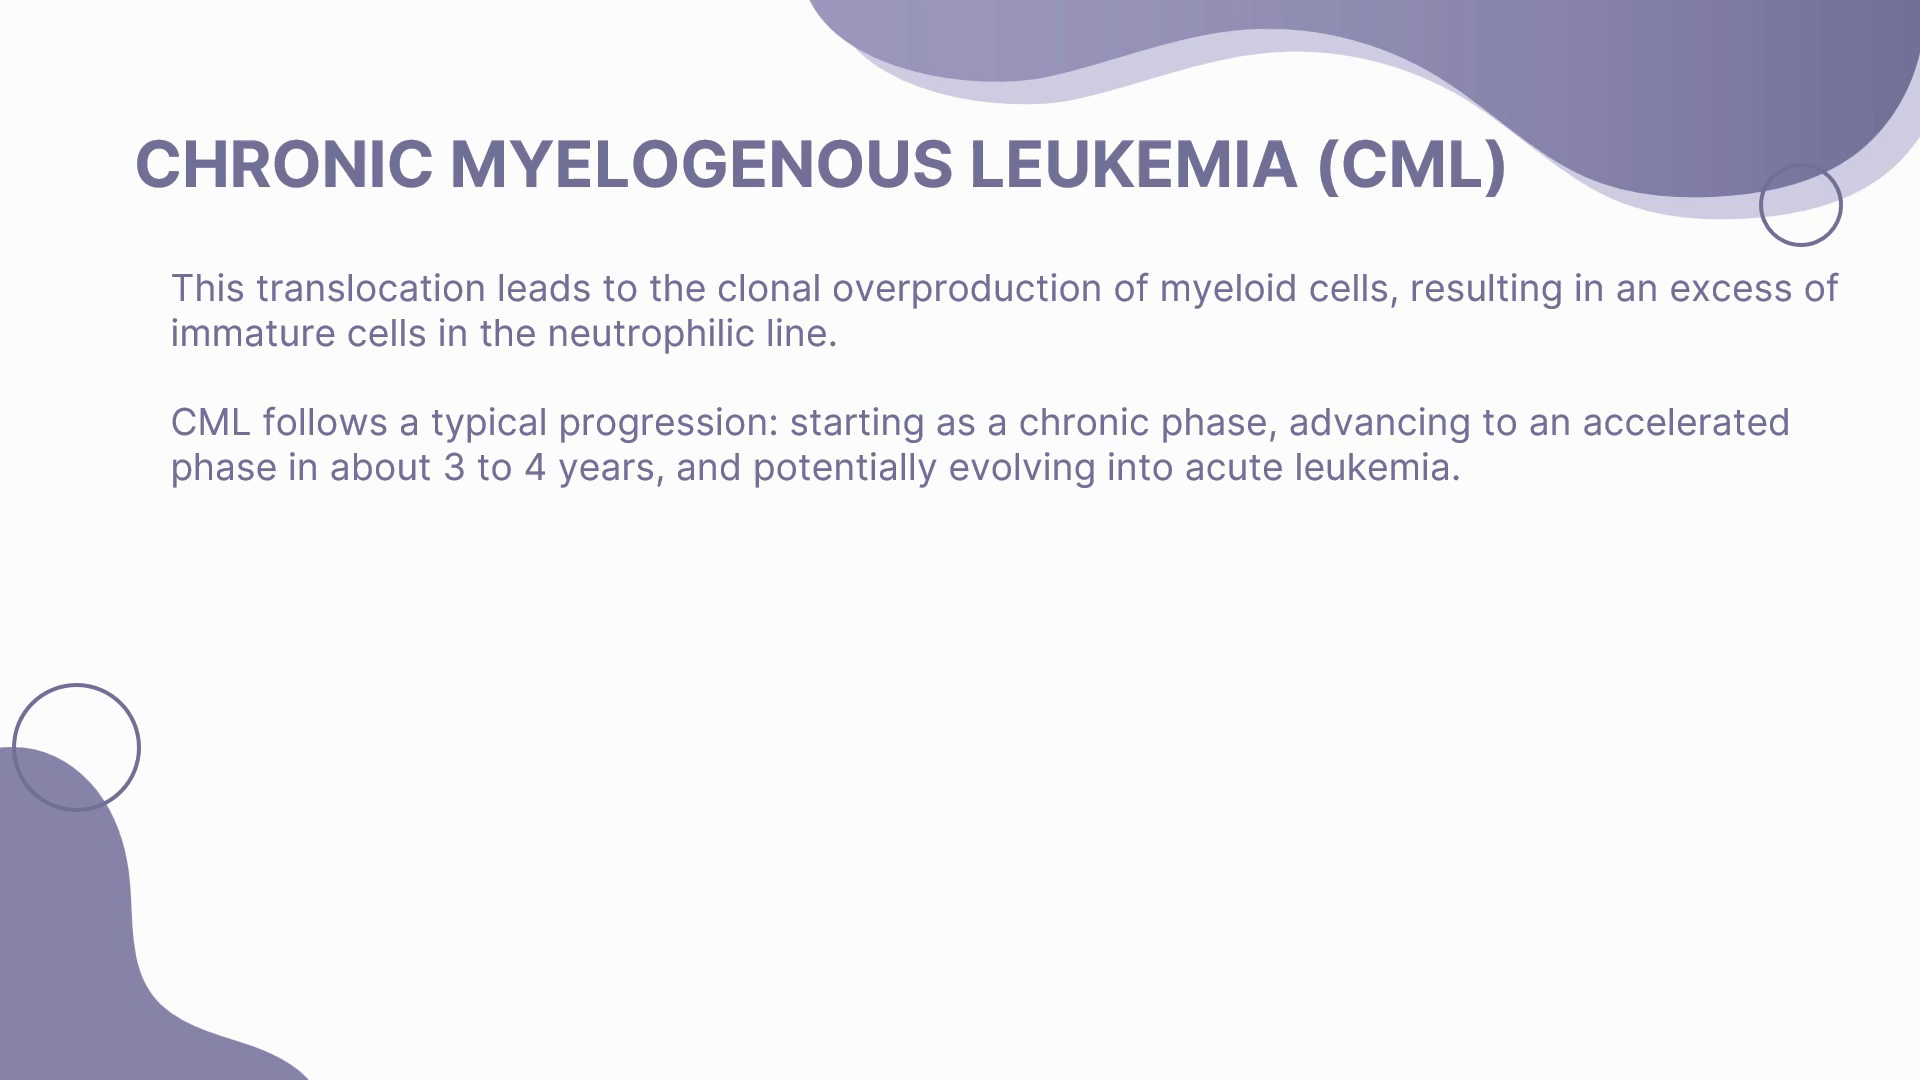 CHRONIC MYELOGENOUS LEUKEMIA (CML)
This translocation leads to the clonal overproduction of myeloid cells, resulting in an excess of
immature cells in the neutrophilic line.
CML follows a typical progression: starting as a chronic phase, advancing to an accelerated
phase in about 3 to 4 years, and potentially evolving into acute leukemia.